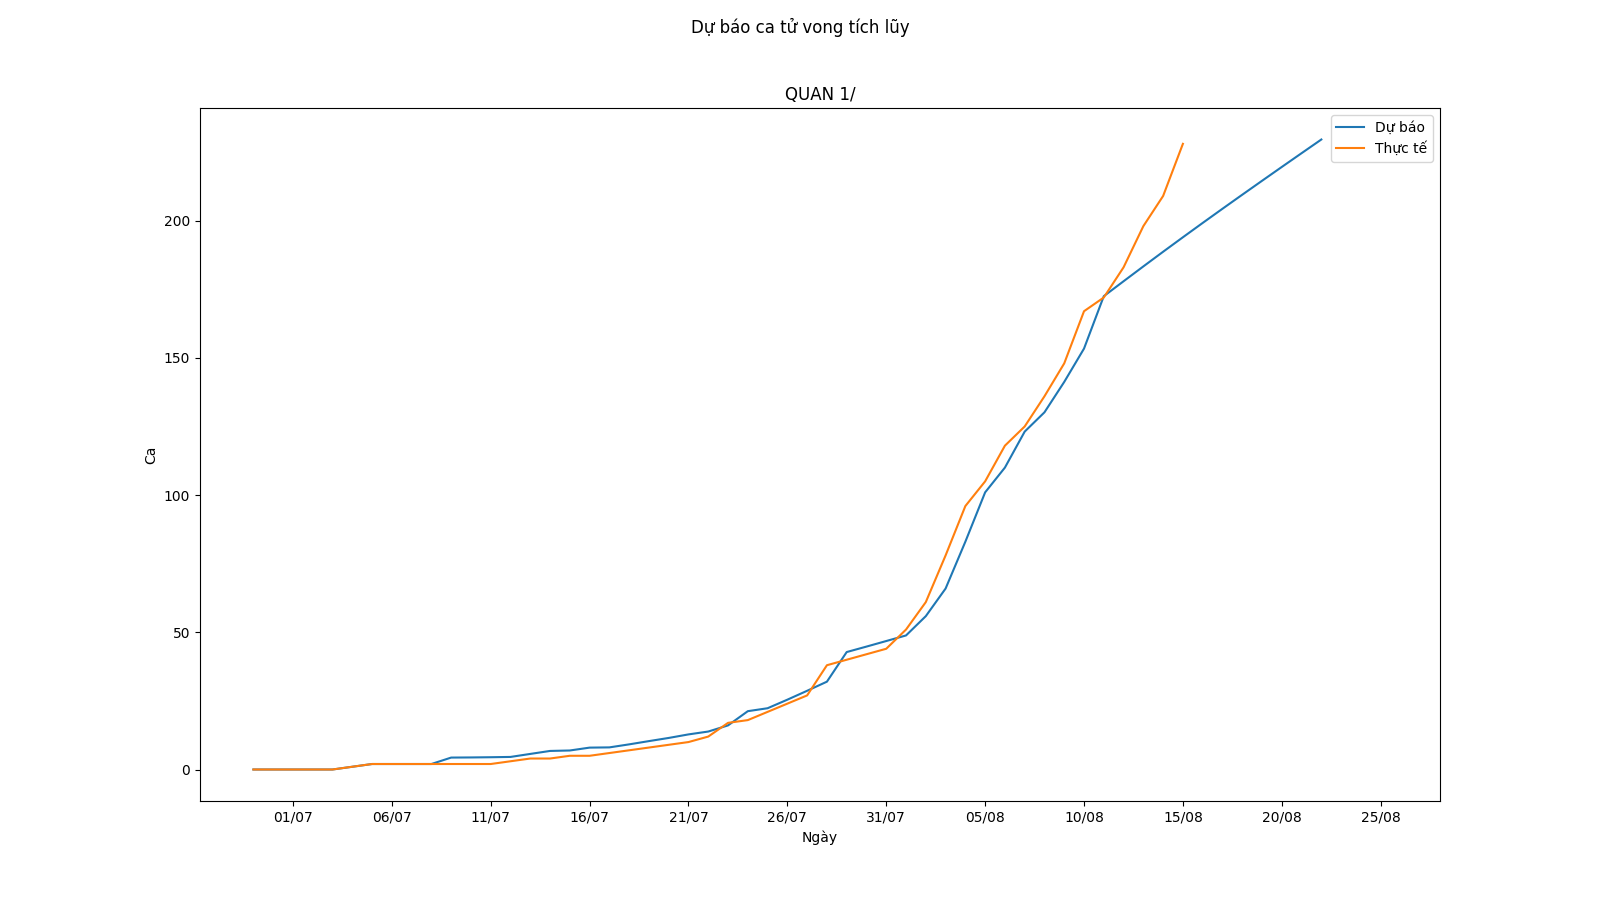 Dự báo ca tử vong tích lũy
QUAN 1/
Dự báo
Thực tế
200
150
100
50
0
Ca
01/07 06/07 11/07 16/07 21/07 26/07 31/07 05/08 10/08 15/08 20/08 25/08
Ngày